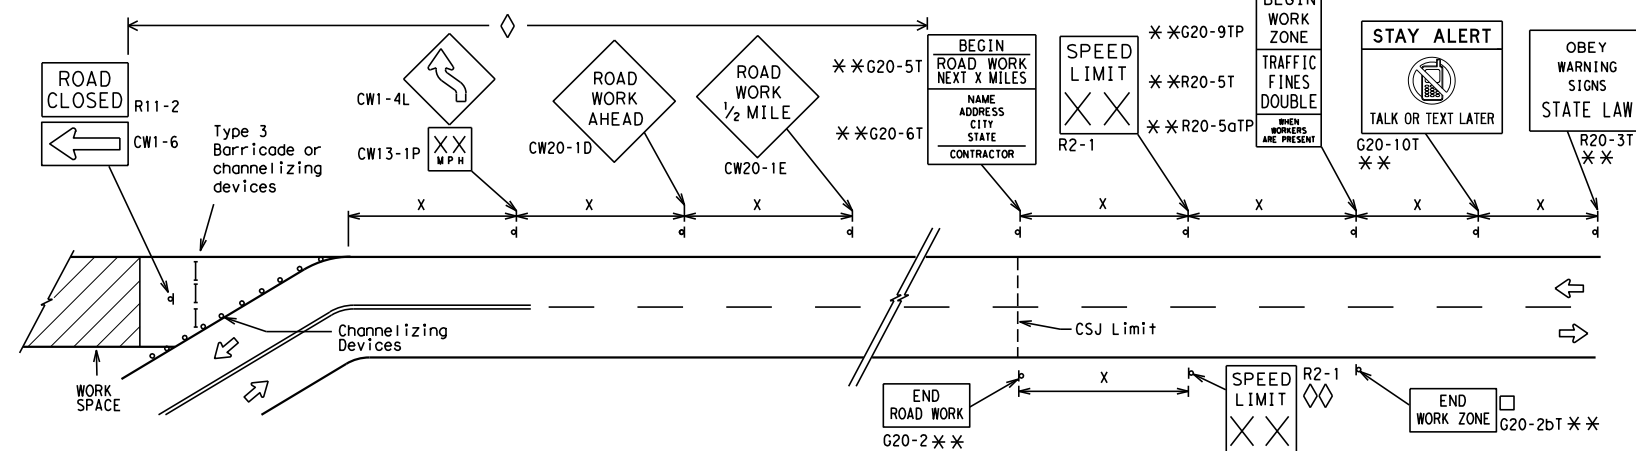 ROAD
CLOSED
R11-2
CW1-6
Type 3
Barricade or
channelizing
devices
CW1-4L
XX
MPH
CW13-1P
ROAD
WORK
AHEAD
CW20-1D
ROAD
WORK
1/2 MILE
CW20-1E
**G20-5T
**G20-6T
BEGIN
ROAD WORK
NEXT X MILES
NAME
ADDRESS
CITY
STATE
CONTRACTOR
SPEED
LIMIT
XX
R2-1
**G20-9TP
**R20-5T
**R20-5aTP
BEGIN
WORK
ZONE
TRAFFIC
FINES
DOUBLE
WHEN
WORKERS
ARE PRESENT
STAY ALERT
TALK OR TEXT LATER
G20-10T
**
OBEY
WARNING
SIGNS
STATE LAW
R20-3T
**
X
X
X
X
X
X
X
Channelizing
Devices
CSJ Limit
WORK
SPACE
END
ROAD WORK
G20-2 **
X
SPEED
LIMIT
XX
R2-1
END
WORK ZONE
G20-2bT **